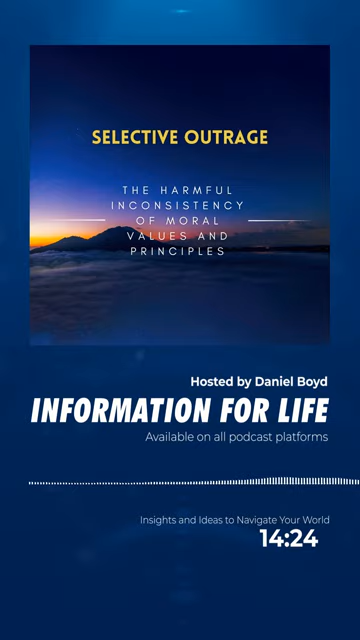 SELECTIVE OUTRAGE
THE HARMFUL
INCONSISTENCY
OF MORAL
VALUES AND
PRINCIPLES
Hosted by Daniel Boyd
INFORMATION FOR LIFE
Available on all podcast platforms
Insights and Ideas to Navigate Your World
14:24